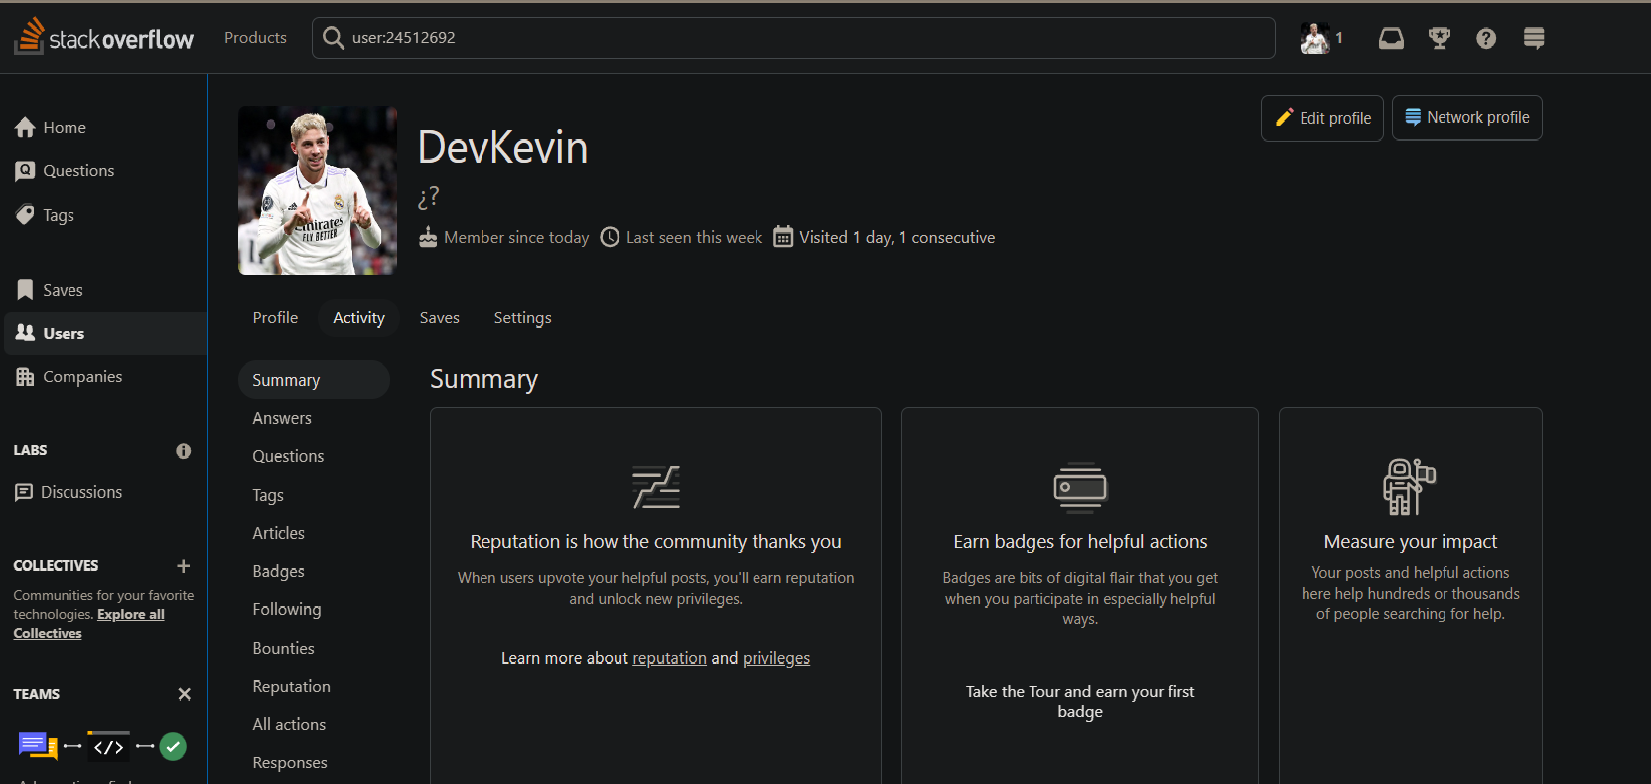 stackoverflow
Products
user:24512692
1
Home
Questions
Tags
Saves
Users
Companies
LABS
Discussions
COLLECTIVES
Communities for your favorite
technologies. Explore all
Collectives
TEAMS
</>
DevKevin
¿?
Member since today
Last seen this week
Visited 1 day, 1 consecutive
Edit profile
Network profile
Emirates
FLY BETTER
Profile
Activity
Saves
Settings
Summary
Answers
Questions
Tags
Articles
Badges
Following
Bounties
Reputation
All actions
Responses
Summary
Reputation is how the community thanks you
When users upvote your helpful posts, you'll earn reputation
and unlock new privileges.
Learn more about reputation and privileges
Earn badges for helpful actions
Badges are bits of digital flair that you get
when you participate in especially helpful
ways.
Take the Tour and earn your first
badge
Measure your impact
Your posts and helpful actions
here help hundreds or thousands
of people searching for help.